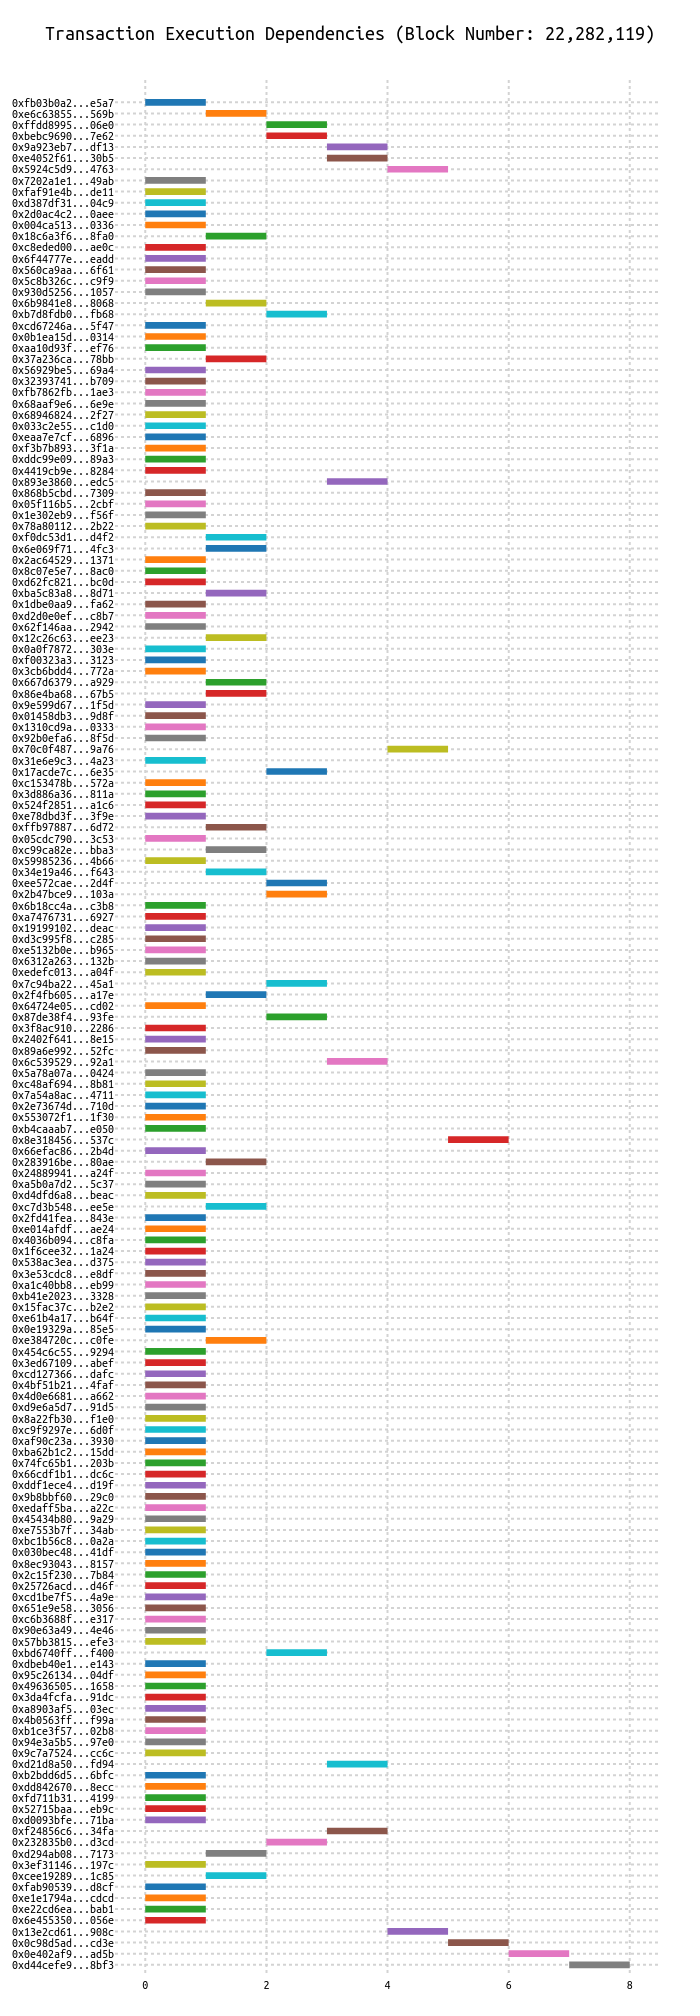 Transaction Execution Dependencies (Block Number: 22,282,119)
0xfb03b0a2...e5a7
0xe6c63855...569b
0xffdd8995...06e0
0xbebc9690...7e62
0x9a923eb7...df13
0xe4052f61...30b5
0x5924c5d9...4763
0x7202a1e1...49ab
0xfaf91e4b...de11
0xd387df31...04c9
0x2d0ac4c2...0aee
0x004ca513...0336
0x18c6a3f6...8fa0
0xc8eded00...ae0c
0x6f44777e...eadd
0x560ca9aa...6f61
0x5c8b326c...c9f9
0x930d5256...1057
0x6b9841e8...8068
0xb7d8fdb0...fb68
0xcd67246a...5f47
0x0b1ea15d...0314
0xaa10d93f...ef76
0x37a236ca...78bb
0x56929be5...69a4
0x32393741...b709
0xfb7862fb...1ae3
0x68aaf9e6...6e9e
0x68946824...2f27
0x033c2e55...c1d0
0xeaa7e7cf...6896
0xf3b7b893...3f1a
0xddc99e09...89a3
0x4419cb9e...8284
0x893e3860...edc5
0x868b5cbd...7309
0x05f116b5...2cbf
0x1e302eb9...f56f
0x78a80112...2b22
0xf0dc53d1...d4f2
0x6e069f71...4fc3
0x2ac64529...1371
0x8c07e5e7...8ac0
0xd62fc821...bc0d
0xba5c83a8...8d71
0x1dbe0aa9...fa62
0xd2d0e0ef...c8b7
0x62f146aa...2942
0x12c26c63...ee23
0x0a0f7872...303e
0xf00323a3...3123
0x3cb6bdd4...772a
0x667d6379...a929
0x86e4ba68...67b5
0x9e599d67...1f5d
0x01458db3...9d8f
0x1310cd9a...0333
0x92b0efa6...8f5d
0x70c0f487...9a76
0x31e6e9c3...4a23
0x17acde7c...6e35
0xc153478b...572a
0x3d886a36...811a
0x524f2851...a1c6
0xe78dbd3f...3f9e
0xffb97887...6d72
0x05cdc790...3c53
0xc99ca82e...bba3
0x59985236...4b66
0x34e19a46...f643
0xee572cae...2d4f
0x2b47bce9...103a
0x6b18cc4a...c3b8
0xa7476731...6927
0x19199102...deac
0xd3c995f8...c285
0xe5132b0e...b965
0x6312a263...132b
0xedefc013...a04f
0x7c94ba22...45a1
0x2f4fb605...a17e
0x64724e05...cd02
0x87de38f4...93fe
0x3f8ac910...2286
0x2402f641...8e15
0x89a6e992...52fc
0x6c539529...92a1
0x5a78a07a...0424
0xc48af694...8b81
0x7a54a8ac...4711
0x2e73674d...710d
0x553072f1...1f30
0xb4caaab7...e050
0x8e318456...537c
0x66efac86...2b4d
0x283916be...80ae
0x24889941...a24f
0xa5b0a7d2...5c37
0xd4dfd6a8...beac
0xc7d3b548...ee5e
0x2fd41fea...843e
0xe014afdf...ae24
0x4036b094...c8fa
0x1f6cee32...1a24
0x538ac3ea...d375
0x3e53cdc8...e8df
0xa1c40bb8...eb99
0xb41e2023...3328
0x15fac37c...b2e2
0xe61b4a17...b64f
0x0e19329a...85e5
0xe384720c...c0fe
0x454c6c55...9294
0x3ed67109...abef
0xcd127366...dafc
0x4bf51b21...4faf
0x4d0e6681...a662
0xd9e6a5d7...91d5
0x8a22fb30...f1e0
0xc9f9297e...6d0f
0xaf90c23a...3930
0xba62b1c2...15dd
0x74fc65b1...203b
0x66cdf1b1...dc6c
0xddf1ece4...d19f
0x9b8bbf60...29c0
0xedaff5ba...a22c
0x45434b80...9a29
0xe7553b7f...34ab
0xbc1b56c8...0a2a
0x030bec48...41df
0x8ec93043...8157
0x2c15f230...7b84
0x25726acd...d46f
0xcd1be7f5...4a9e
0x651e9e58...3056
0xc6b3688f...e317
0x90e63a49...4e46
0x57bb3815...efe3
0xbd6740ff...f400
0xdbeb40e1...e143
0x95c26134...04df
0x49636505...1658
0x3da4fcfa...91dc
0xa8903af5...03ec
0x4b0563ff...f99a
0xb1ce3f57...02b8
0x94e3a5b5...97e0
0x9c7a7524...cc6c
0xd21d8a50...fd94
0xb2bdd6d5...6bfc
0xdd842670...8ecc
0xfd711b31...4199
0x52715baa...eb9c
0xd0093bfe...71ba
0xf24856c6...34fa
0x232835b0...d3cd
0xd294ab08...7173
0x3ef31146...197c
0xcee19289...1c85
0xfab90539...d8cf
0xe1e1794a...cdcd
0xe22cd6ea...bab1
0x6e455350...056e
0x13e2cd61...908c
0x0c98d5ad...cd3e
0x0e402af9...ad5b
0xd44cefe9...8bf3
0 2 4 6 8